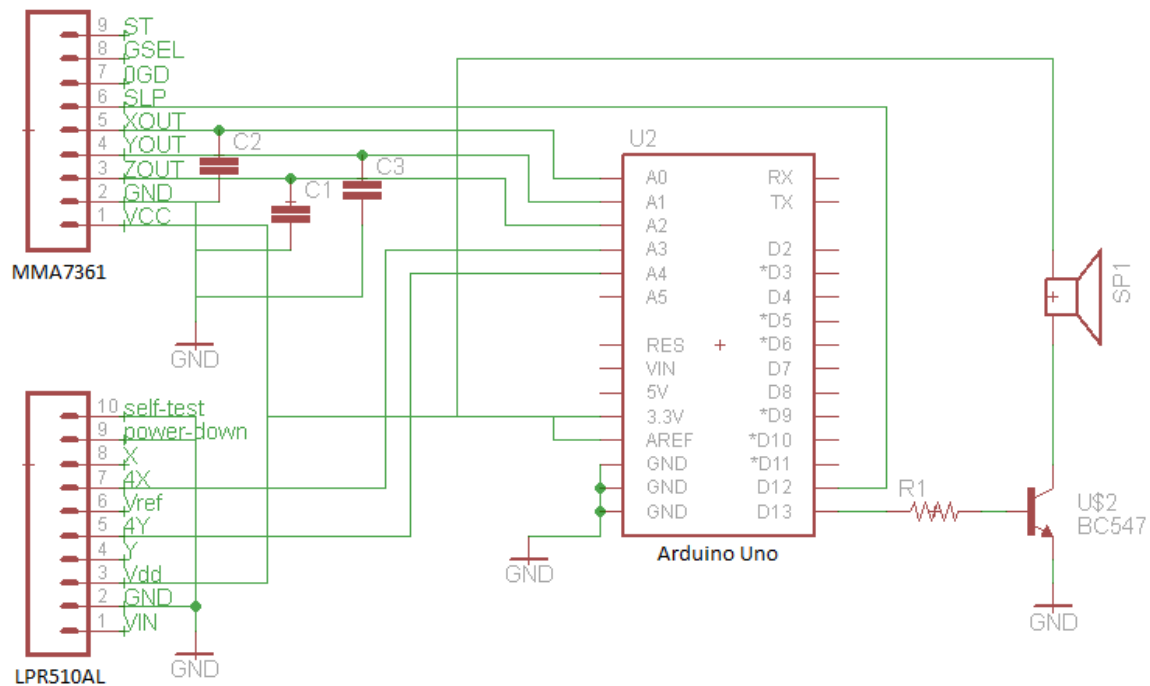 9 ST
8 GSEL
7 0GD
6 SLP
5 XOUT
4 YOUT
3 ZOUT
2 GND
1 VCC
MMA7361
C2
C1
C3
GND
10 self-test
9 power-down
8 X
7 4X
6 Vref
5 4Y
4 Y
3 Vdd
2 GND
1 VIN
LPR510AL
GND
U2
A0 RX
A1 TX
A2
A3 D2
A4 *D3
A5 D4
*D5
RES *D6
VIN D7
5V D8
3.3V *D9
AREF *D10
GND *D11
GND D12
GND D13
Arduino Uno
GND
R1
SP1
U$2
BC547
GND